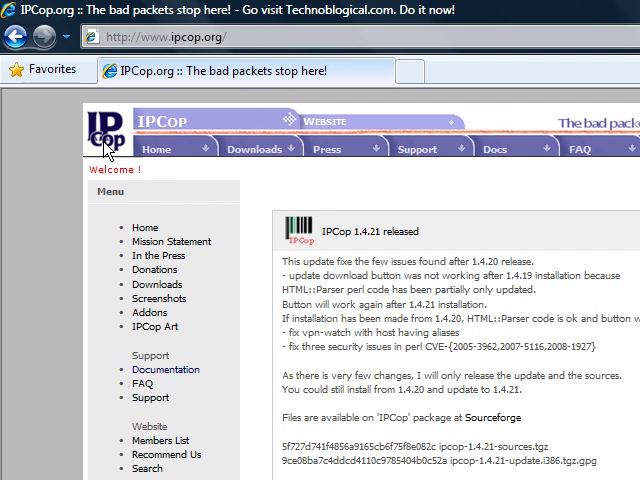 IPCop.org :: The bad packets stop here! - Go visit Technoblogical.com. Do it now!
http://www.ipcop.org/
Favorites
IPCop.org :: The bad packets stop here!
IP Cop
IPCOP
WEBSITE
The bad packe
Home
Downloads
Press
Support
Docs
FAQ
Welcome !
Menu
• Home
• Mission Statement
• In the Press
• Donations
• Downloads
• Screenshots
• Addons
• IPCop Art
Support
• Documentation
• FAQ
• Support
Website
• Members List
• Recommend Us
• Search
IPCop
IPCop 1.4.21 released
This update fixe the few issues found after 1.4.20 release.
- update download button was not working after 1.4.19 installation because
HTML::Parser perl code has been partially only updated.
Button will work again after 1.4.21 installation.
If installation has been made from 1.4.20, HTML::Parser code is ok and button w
- fix vpn-watch with host having aliases
- fix three security issues in perl CVE-{2005-3962,2007-5116,2008-1927}
As there is very few changes, I will only release the update and the sources.
You could still install from 1.4.20 and update to 1.4.21.
Files are available on 'IPCop' package at Sourceforge
5f727d741f4856a9165cb6f75f8e082c ipcop-1.4.21-sources.tgz
9ce08ba7c4ddcd4110c9785404b0c52a ipcop-1.4.21-update.i386.tgz.gpg